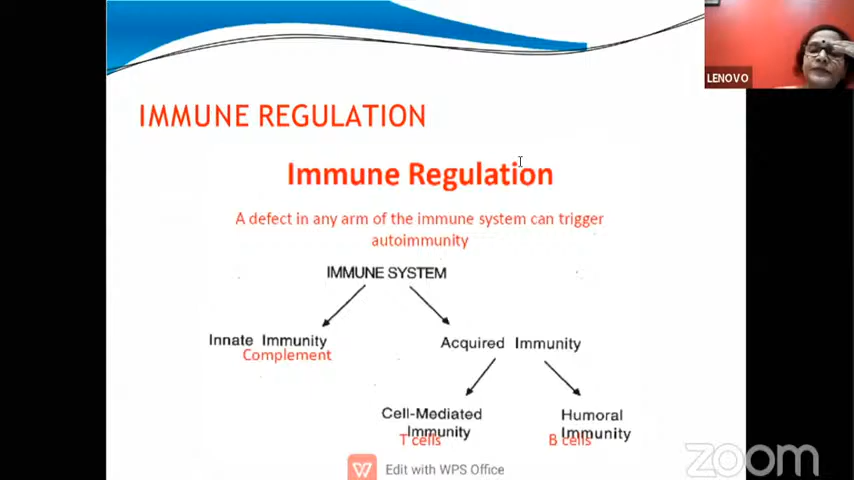 LENOVO
IMMUNE REGULATION
Immune Regulation
A defect in any arm of the immune system can trigger
autoimmunity
IMMUNE SYSTEM
Innate Immunity
Complement
Acquired Immunity
Cell-Mediated
Immunity
T cells
Humoral
Immunity
B cells
Edit with WPS Office
zoom